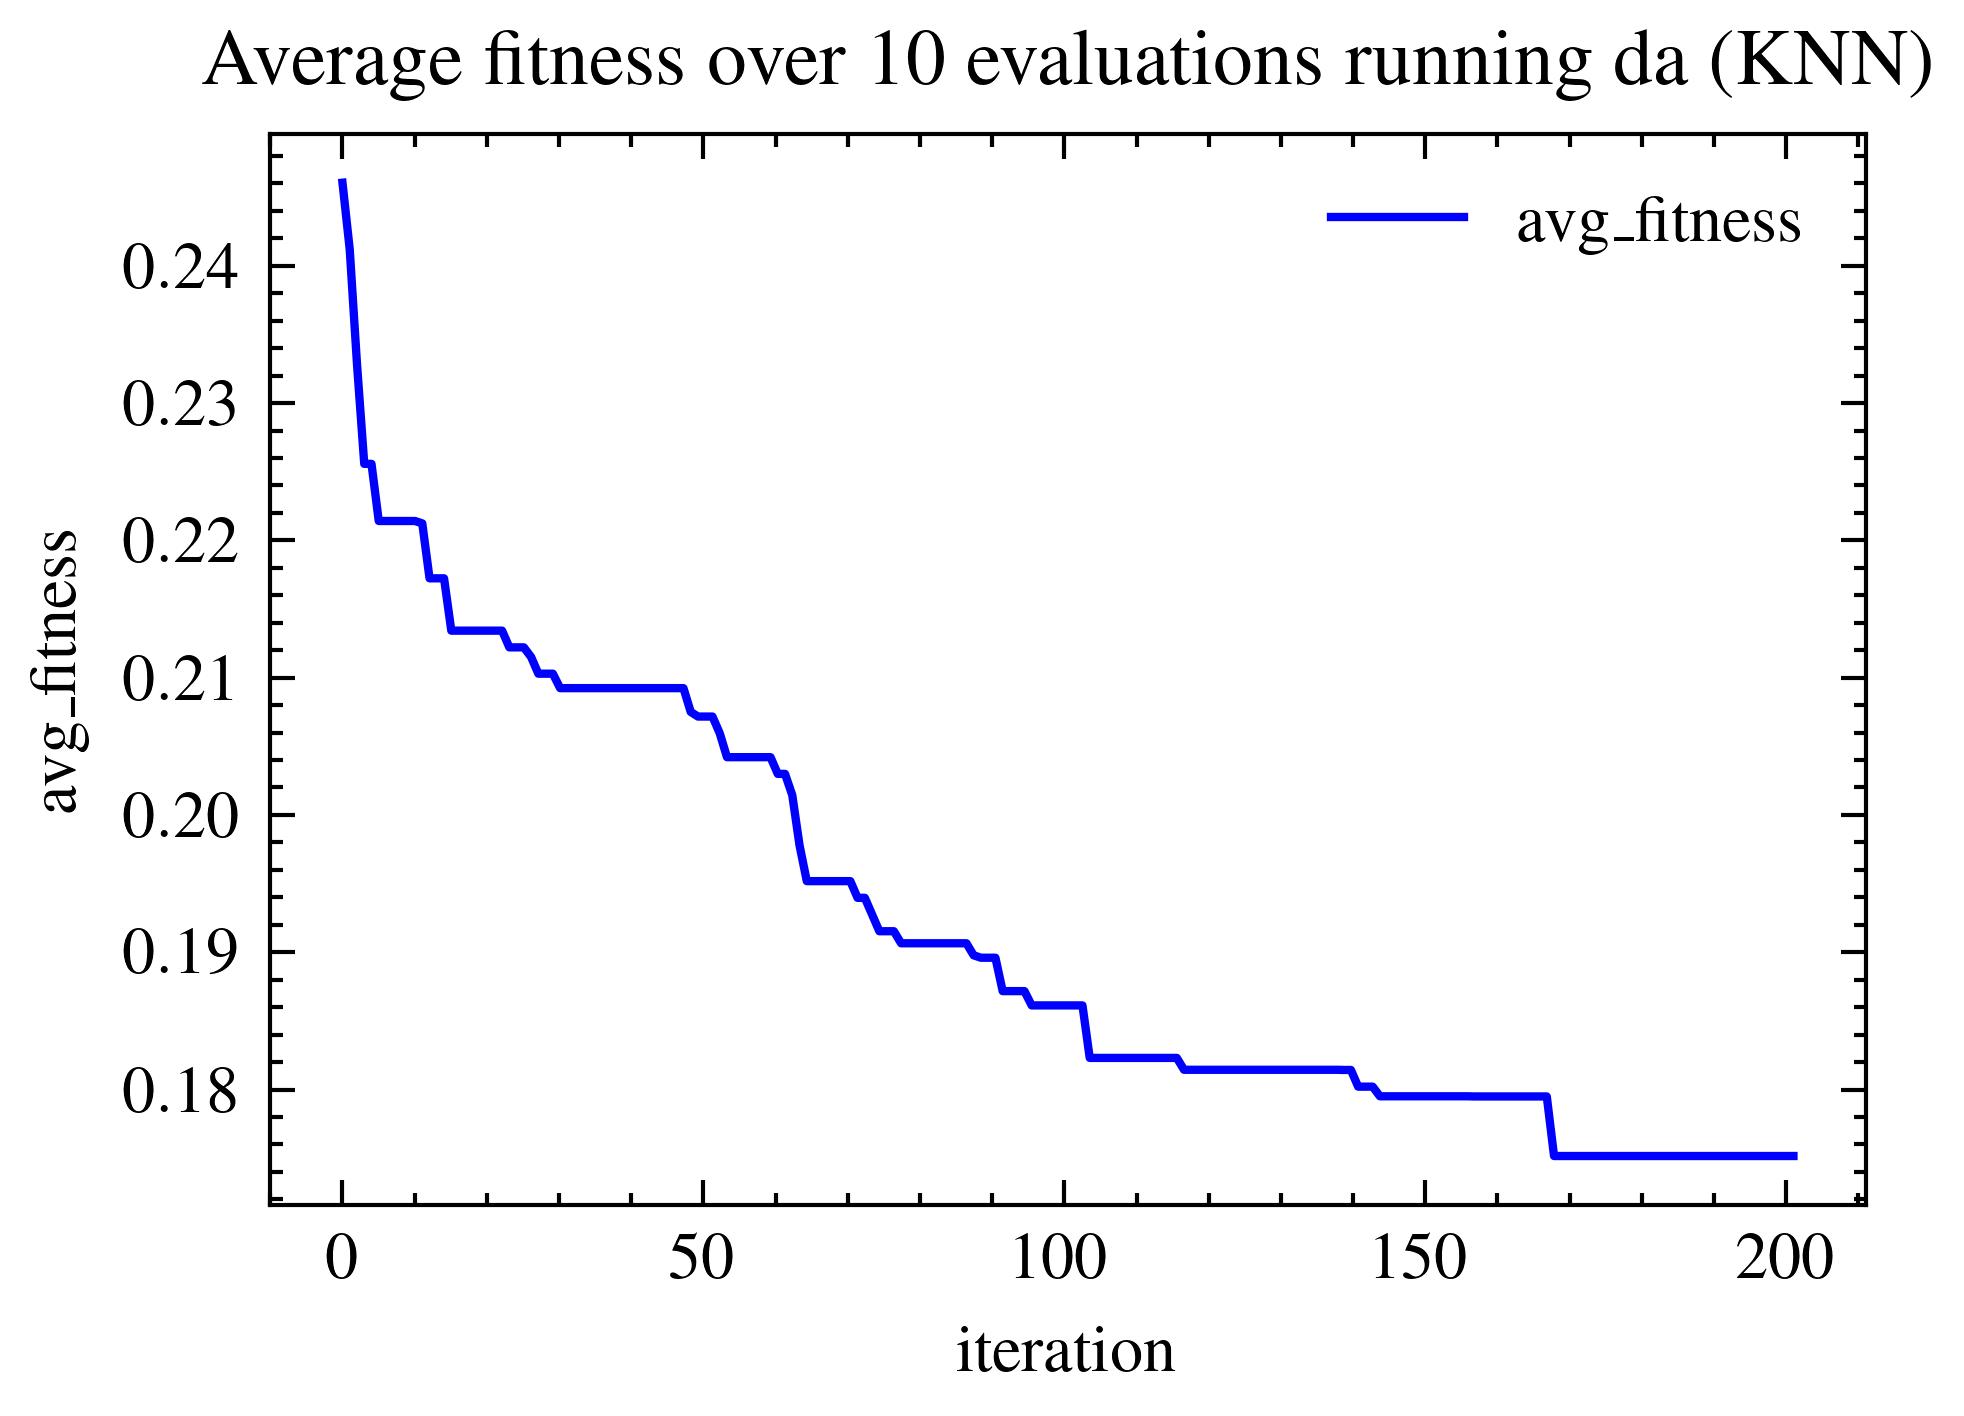 Average fitness over 10 evaluations running da (KNN)
avg_fitness
0.24
0.23
0.22
0.21
0.20
0.19
0.18
avg_fitness
0 50 100 150 200
iteration